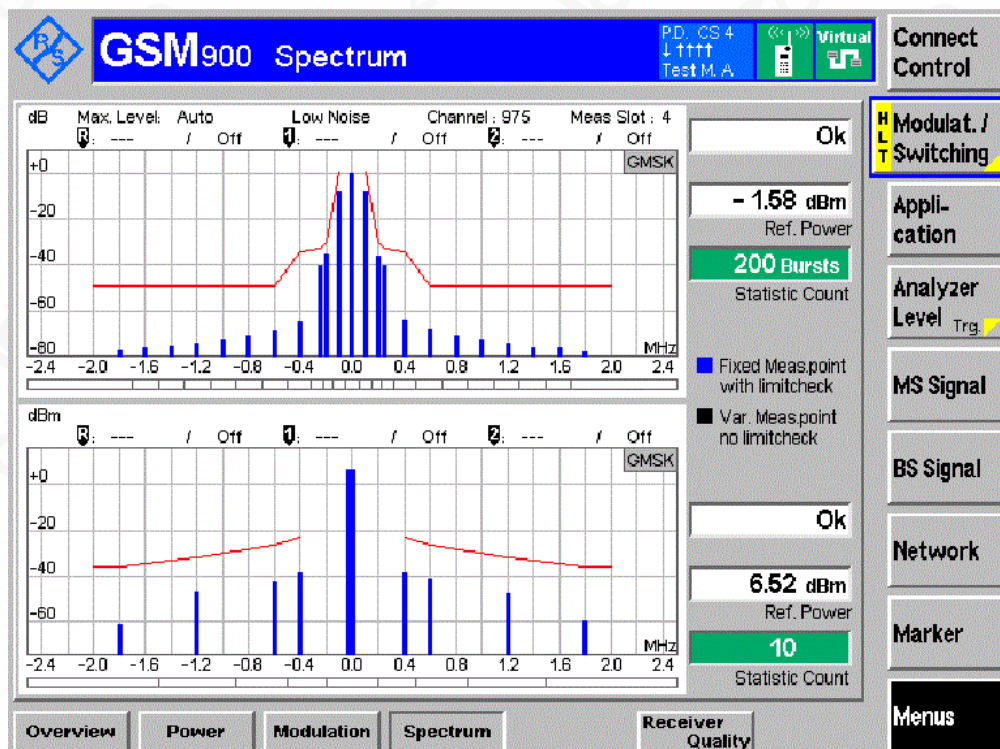 R/S
GSM900 Spectrum
P.D. CS 4
↓ ↑↑↑↑
Test M. A
Virtual
Connect Control
dB Max. Level: Auto Low Noise Channel : 975 Meas Slot : 4
R: --- / Off 1: --- / Off 2: --- / Off
GMSK
+0
-20
-40
-60
-80
MHz
-2.4 -2.0 -1.6 -1.2 -0.8 -0.4 0.0 0.4 0.8 1.2 1.6 2.0 2.4
Ok
- 1.58 dBm
Ref. Power
200 Bursts
Statistic Count
Fixed Meas.point
with limitcheck
Var. Meas.point
no limitcheck
dBm
R: --- / Off 1: --- / Off 2: --- / Off
GMSK
+0
-20
-40
-60
MHz
-2.4 -2.0 -1.6 -1.2 -0.8 -0.4 0.0 0.4 0.8 1.2 1.6 2.0 2.4
Ok
6.52 dBm
Ref. Power
10
Statistic Count
HLT
Modulat. /
Switching
Appli-
cation
Analyzer
Level Trg.
MS Signal
BS Signal
Network
Marker
Menus
Overview
Power
Modulation
Spectrum
Receiver
Quality